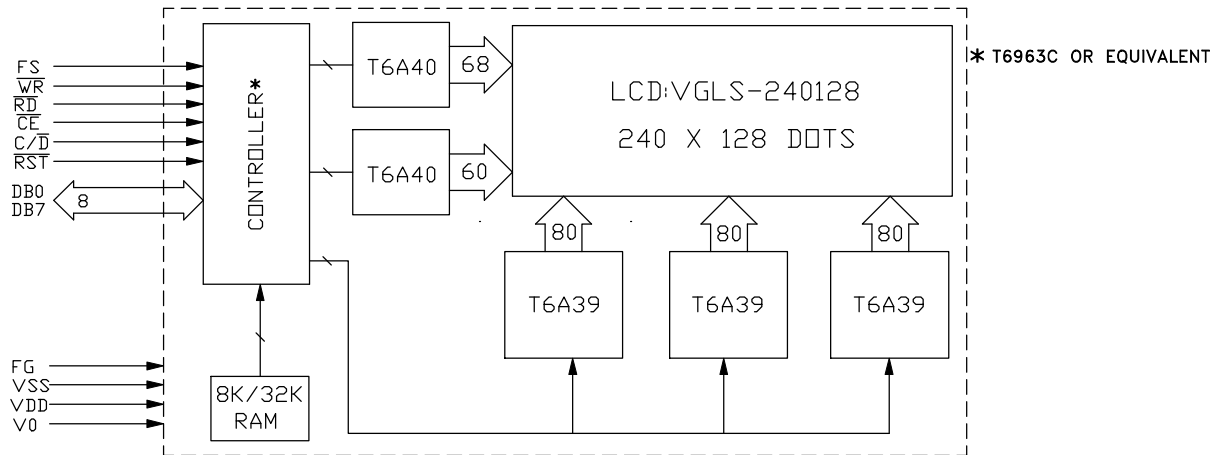 FS
WR
RD
CE
C/D
RST
DB0
DB7
8
CONTROLLER*
T6A40
68
T6A40
60
LCD:VGLS-240128
240 X 128 DOTS
* T6963C OR EQUIVALENT
80
80
80
T6A39
T6A39
T6A39
FG
VSS
VDD
V0
8K/32K
RAM